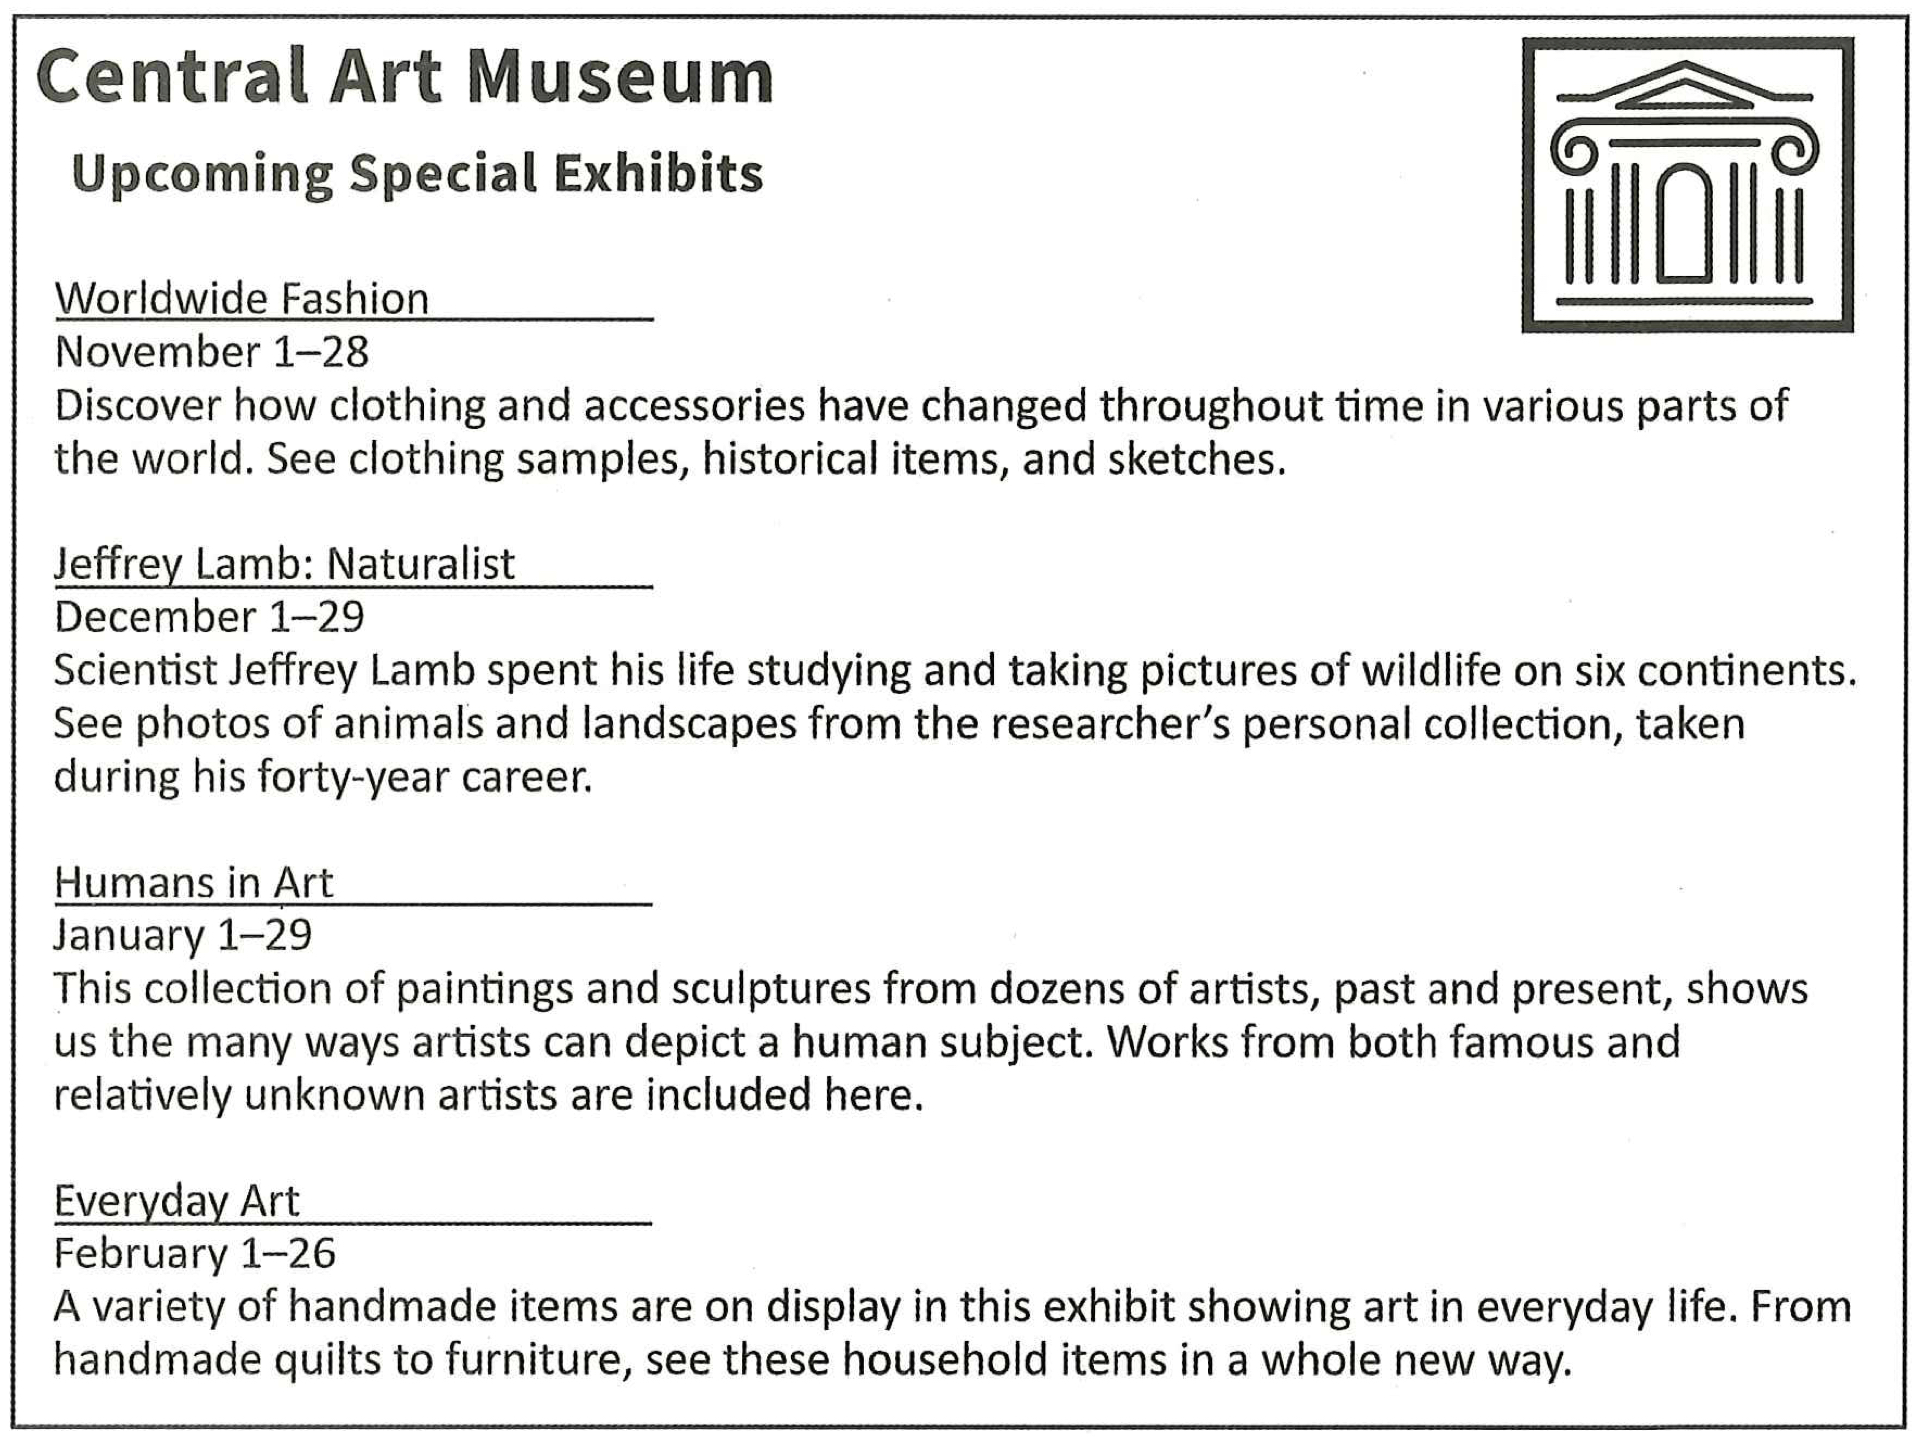 Central Art Museum
Upcoming Special Exhibits
Worldwide Fashion
November 1–28
Discover how clothing and accessories have changed throughout time in various parts of
the world. See clothing samples, historical items, and sketches.
Jeffrey Lamb: Naturalist
December 1–29
Scientist Jeffrey Lamb spent his life studying and taking pictures of wildlife on six continents.
See photos of animals and landscapes from the researcher's personal collection, taken
during his forty-year career.
Humans in Art
January 1–29
This collection of paintings and sculptures from dozens of artists, past and present, shows
us the many ways artists can depict a human subject. Works from both famous and
relatively unknown artists are included here.
Everyday Art
February 1–26
A variety of handmade items are on display in this exhibit showing art in everyday life. From
handmade quilts to furniture, see these household items in a whole new way.